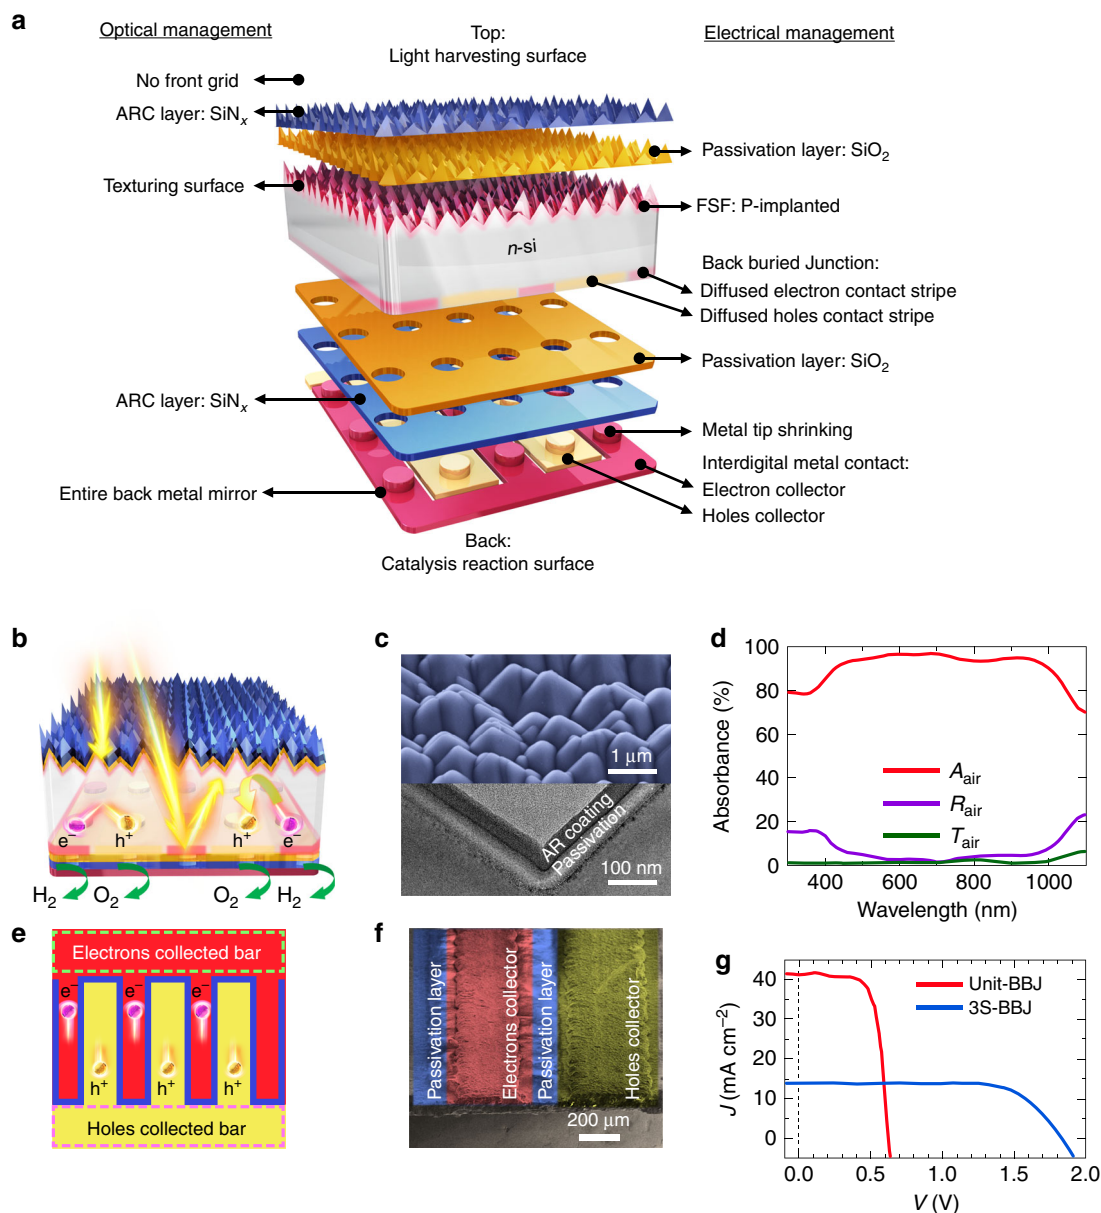 a
Optical management
Top:
Light harvesting surface
Electrical management
No front grid
ARC layer: SiNₓ
Passivation layer: SiO₂
Texturing surface
FSF: P-implanted
n-si
Back buried Junction:
Diffused electron contact stripe
Diffused holes contact stripe
Passivation layer: SiO₂
ARC layer: SiNₓ
Metal tip shrinking
Interdigital metal contact:
Entire back metal mirror
Electron collector
Holes collector
Back:
Catalysis reaction surface
b
e⁻
h⁺
h⁺
e⁻
H₂
O₂
O₂
H₂
c
1 μm
AR coating
Passivation
100 nm
d
Absorbance (%)
100
80
60
40
20
0
A air
R air
T air
400
600
800
1000
Wavelength (nm)
e
Electrons collected bar
e⁻
e⁻
e⁻
h⁺
h⁺
h⁺
Holes collected bar
f
Passivation layer
Electrons collector
Passivation layer
Holes collector
200 μm
g
J (mA cm⁻²)
40
30
20
10
0
Unit-BBJ
3S-BBJ
0.0
0.5
1.0
1.5
2.0
V (V)